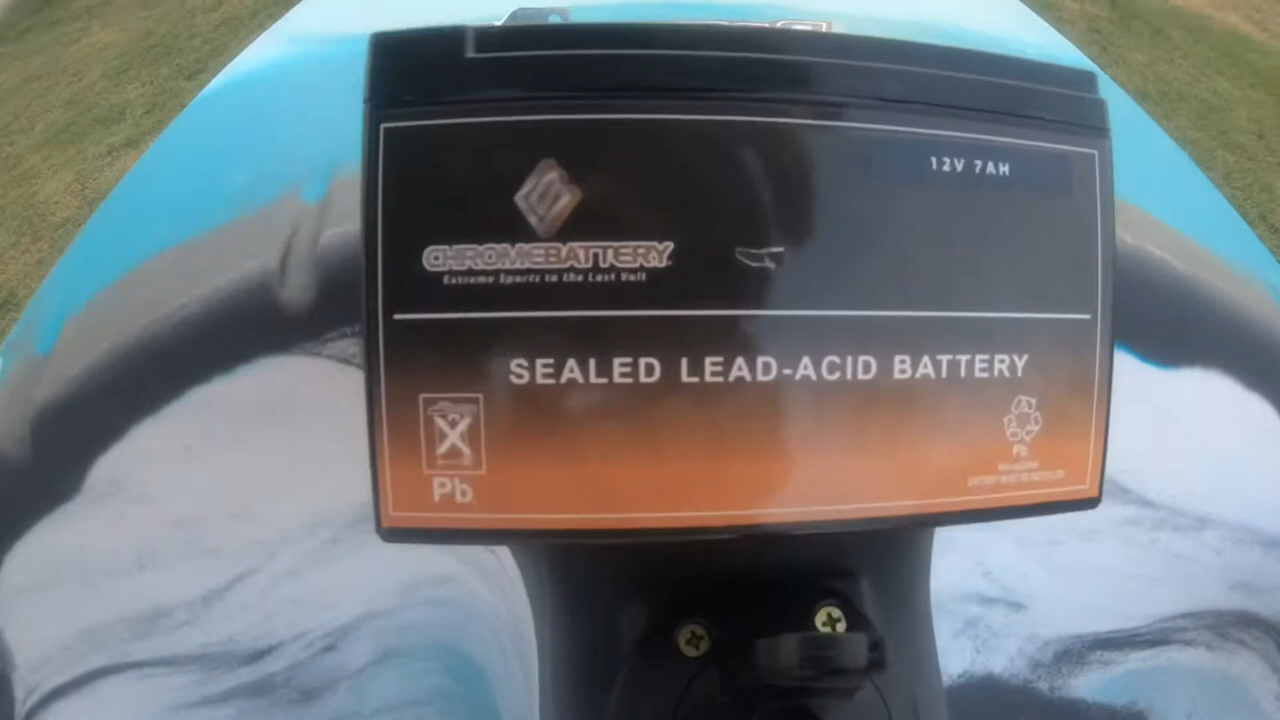 12V 7AH
CHROMEBATTERY
Extreme Sports to the Last Volt
SEALED LEAD-ACID BATTERY
Pb
Pb